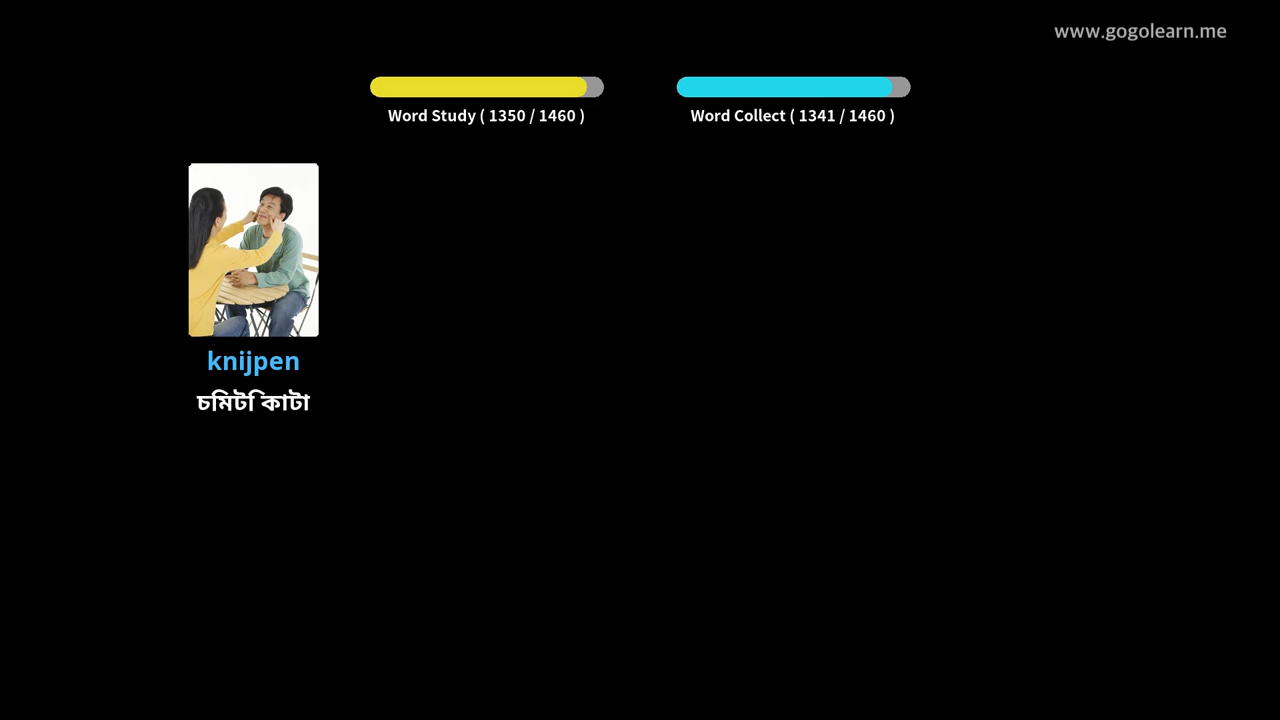 www.gogolearn.me
Word Study ( 1350 / 1460 )
Word Collect ( 1341 / 1460 )
knijpen
চিমটি কাটা